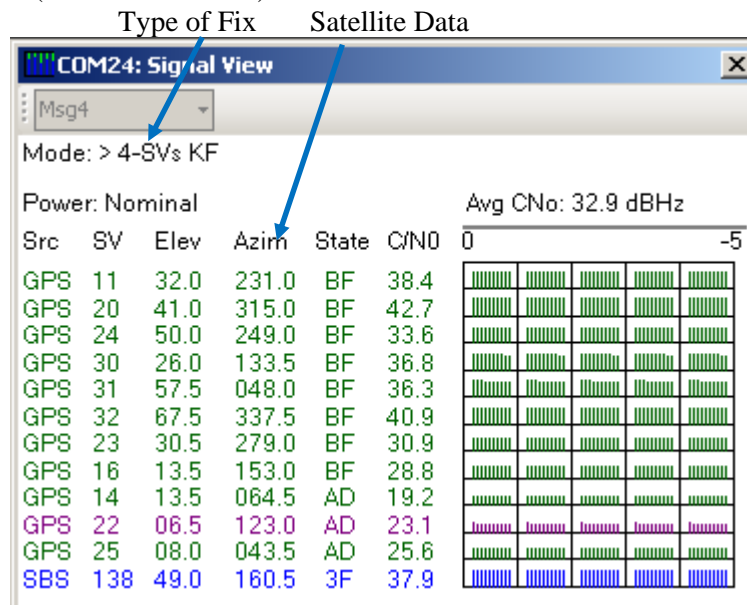 Type of Fix Satellite Data
COM24: Signal View
Msg4
Mode: > 4-SVs KF
Power: Nominal Avg CNo: 32.9 dBHz
Src SV Elev Azim State C/N0 0 -5
GPS 11 32.0 231.0 BF 38.4
GPS 20 41.0 315.0 BF 42.7
GPS 24 50.0 249.0 BF 33.6
GPS 30 26.0 133.5 BF 36.8
GPS 31 57.5 048.0 BF 36.3
GPS 32 67.5 337.5 BF 40.9
GPS 23 30.5 279.0 BF 30.9
GPS 16 13.5 153.0 BF 28.8
GPS 14 13.5 064.5 AD 19.2
GPS 22 06.5 123.0 AD 23.1
GPS 25 08.0 043.5 AD 25.6
SBS 138 49.0 160.5 3F 37.9